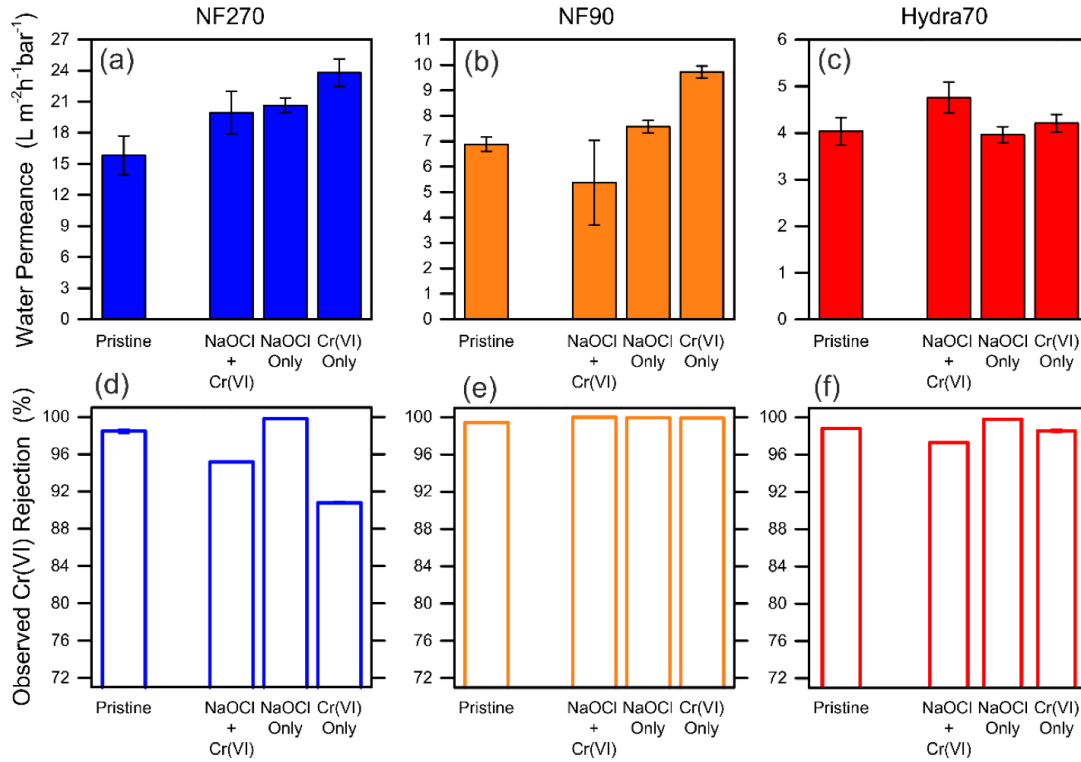 NF270
NF90
Hydra70
Water Permeance (L m-2h-1bar-1)
(a)
27
24
21
18
15
12
9
6
3
0
Pristine
NaOCl
+
Cr(VI)
NaOCl
Only
Cr(VI)
Only
(b)
11
10
9
8
7
6
5
4
3
2
1
0
Pristine
NaOCl
+
Cr(VI)
NaOCl
Only
Cr(VI)
Only
(c)
6
5
4
3
2
1
0
Pristine
NaOCl
+
Cr(VI)
NaOCl
Only
Cr(VI)
Only
Observed Cr(VI) Rejection (%)
(d)
100
96
92
88
84
80
76
72
Pristine
NaOCl
+
Cr(VI)
NaOCl
Only
Cr(VI)
Only
(e)
100
96
92
88
84
80
76
72
Pristine
NaOCl
+
Cr(VI)
NaOCl
Only
Cr(VI)
Only
(f)
100
96
92
88
84
80
76
72
Pristine
NaOCl
+
Cr(VI)
NaOCl
Only
Cr(VI)
Only